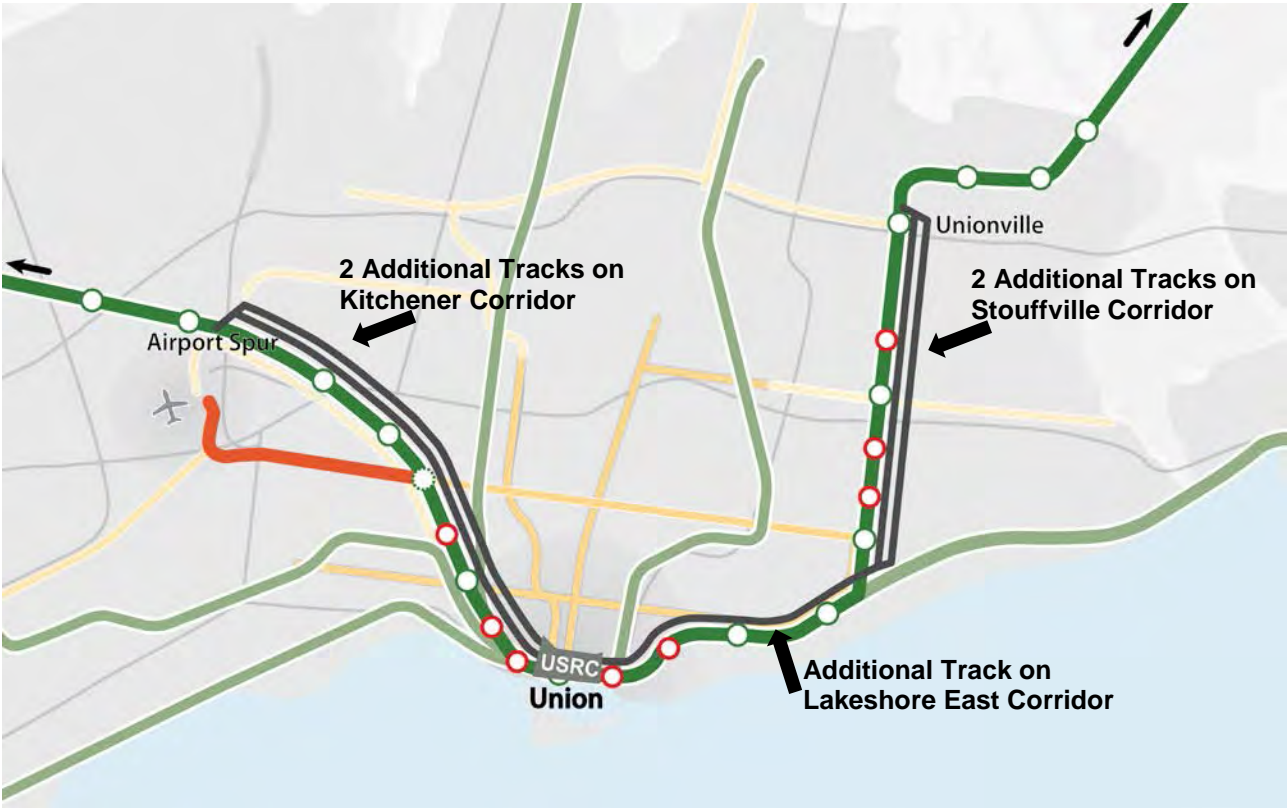 Unionville
2 Additional Tracks on
Kitchener Corridor
2 Additional Tracks on
Stouffville Corridor
Airport Spur
USRC
Union
Additional Track on
Lakeshore East Corridor